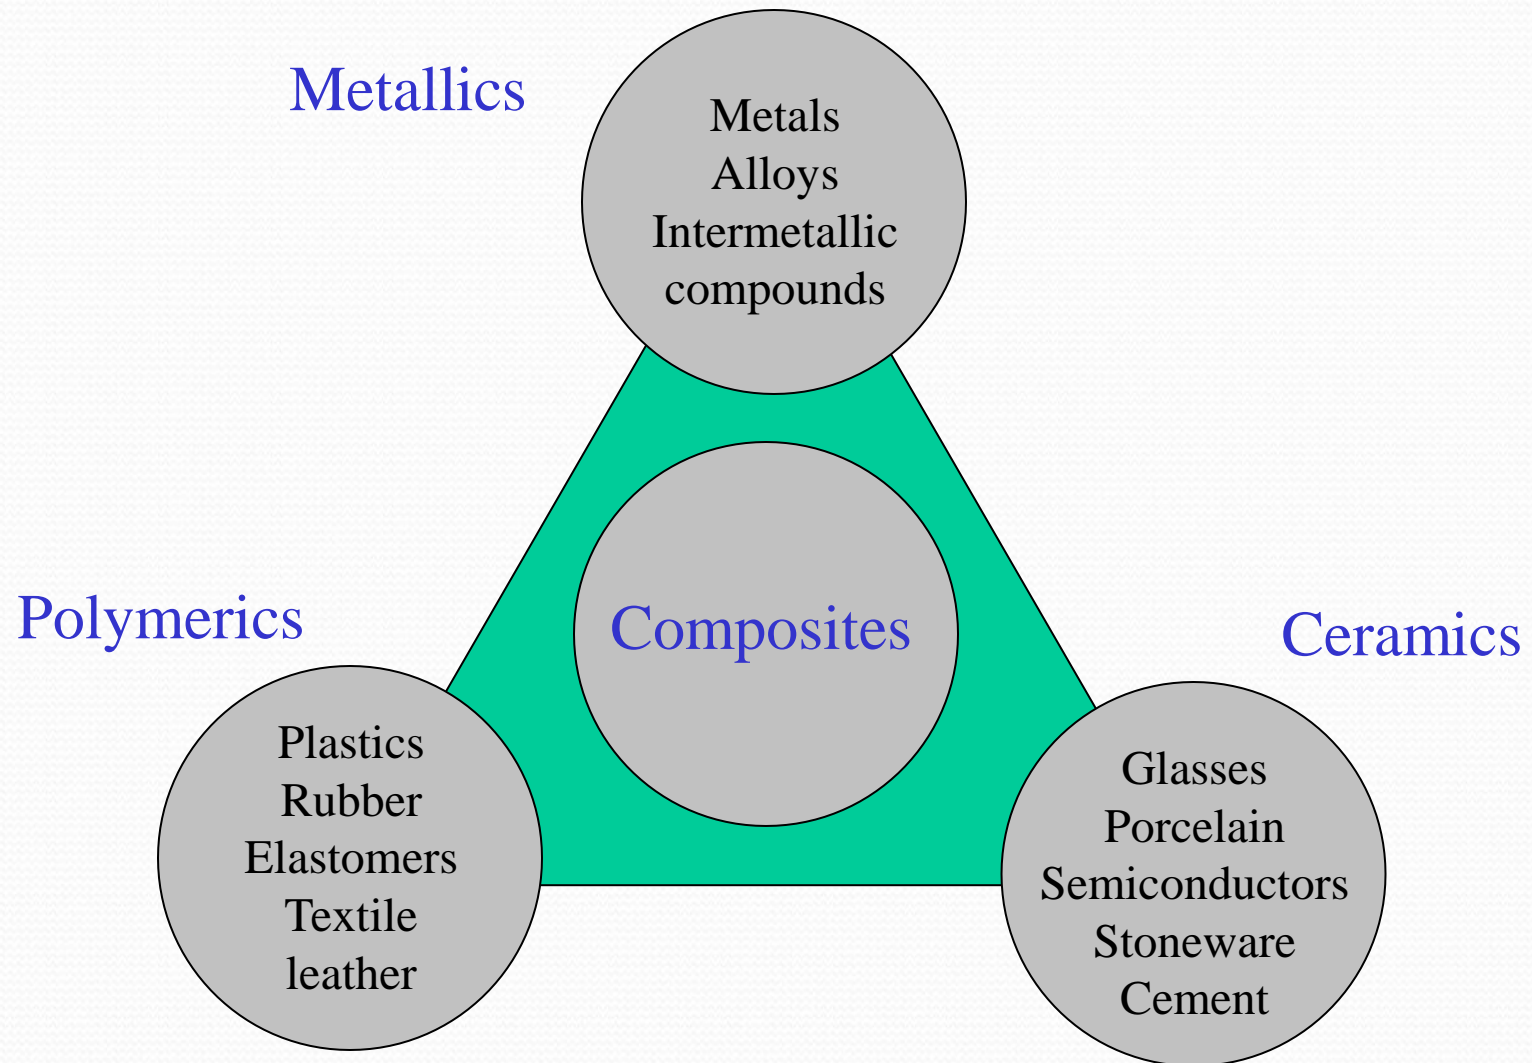 Metallics
Metals
Alloys
Intermetallic
compounds
Composites
Polymerics
Plastics
Rubber
Elastomers
Textile
leather
Ceramics
Glasses
Porcelain
Semiconductors
Stoneware
Cement